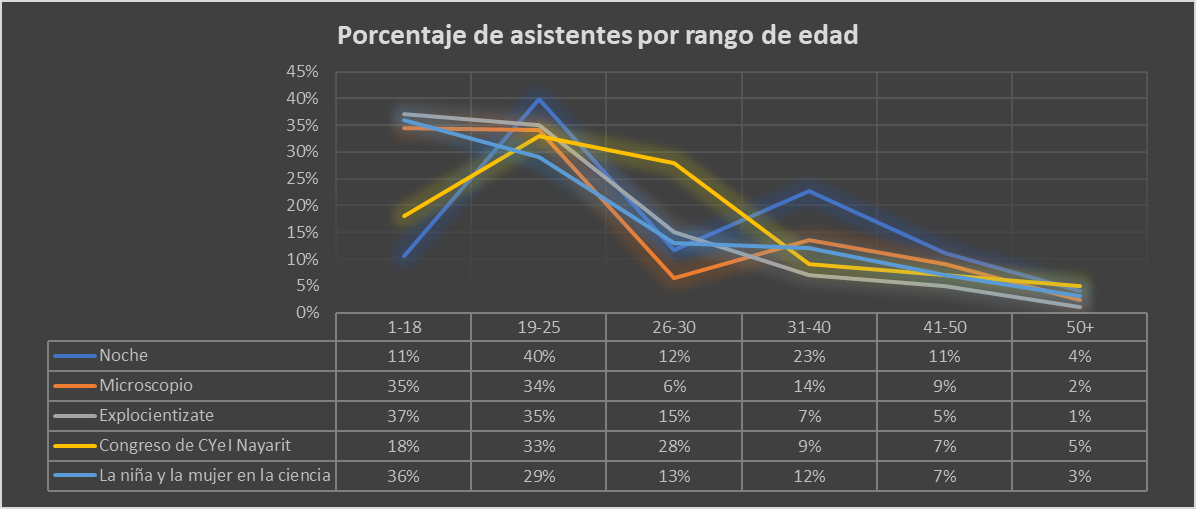 Porcentaje de asistentes por rango de edad
45%
40%
35%
30%
25%
20%
15%
10%
5%
0%
1-18 19-25 26-30 31-40 41-50 50+
Noche 11% 40% 12% 23% 11% 4%
Microscopio 35% 34% 6% 14% 9% 2%
Explocientizate 37% 35% 15% 7% 5% 1%
Congreso de CYeI Nayarit 18% 33% 28% 9% 7% 5%
La niña y la mujer en la ciencia 36% 29% 13% 12% 7% 3%